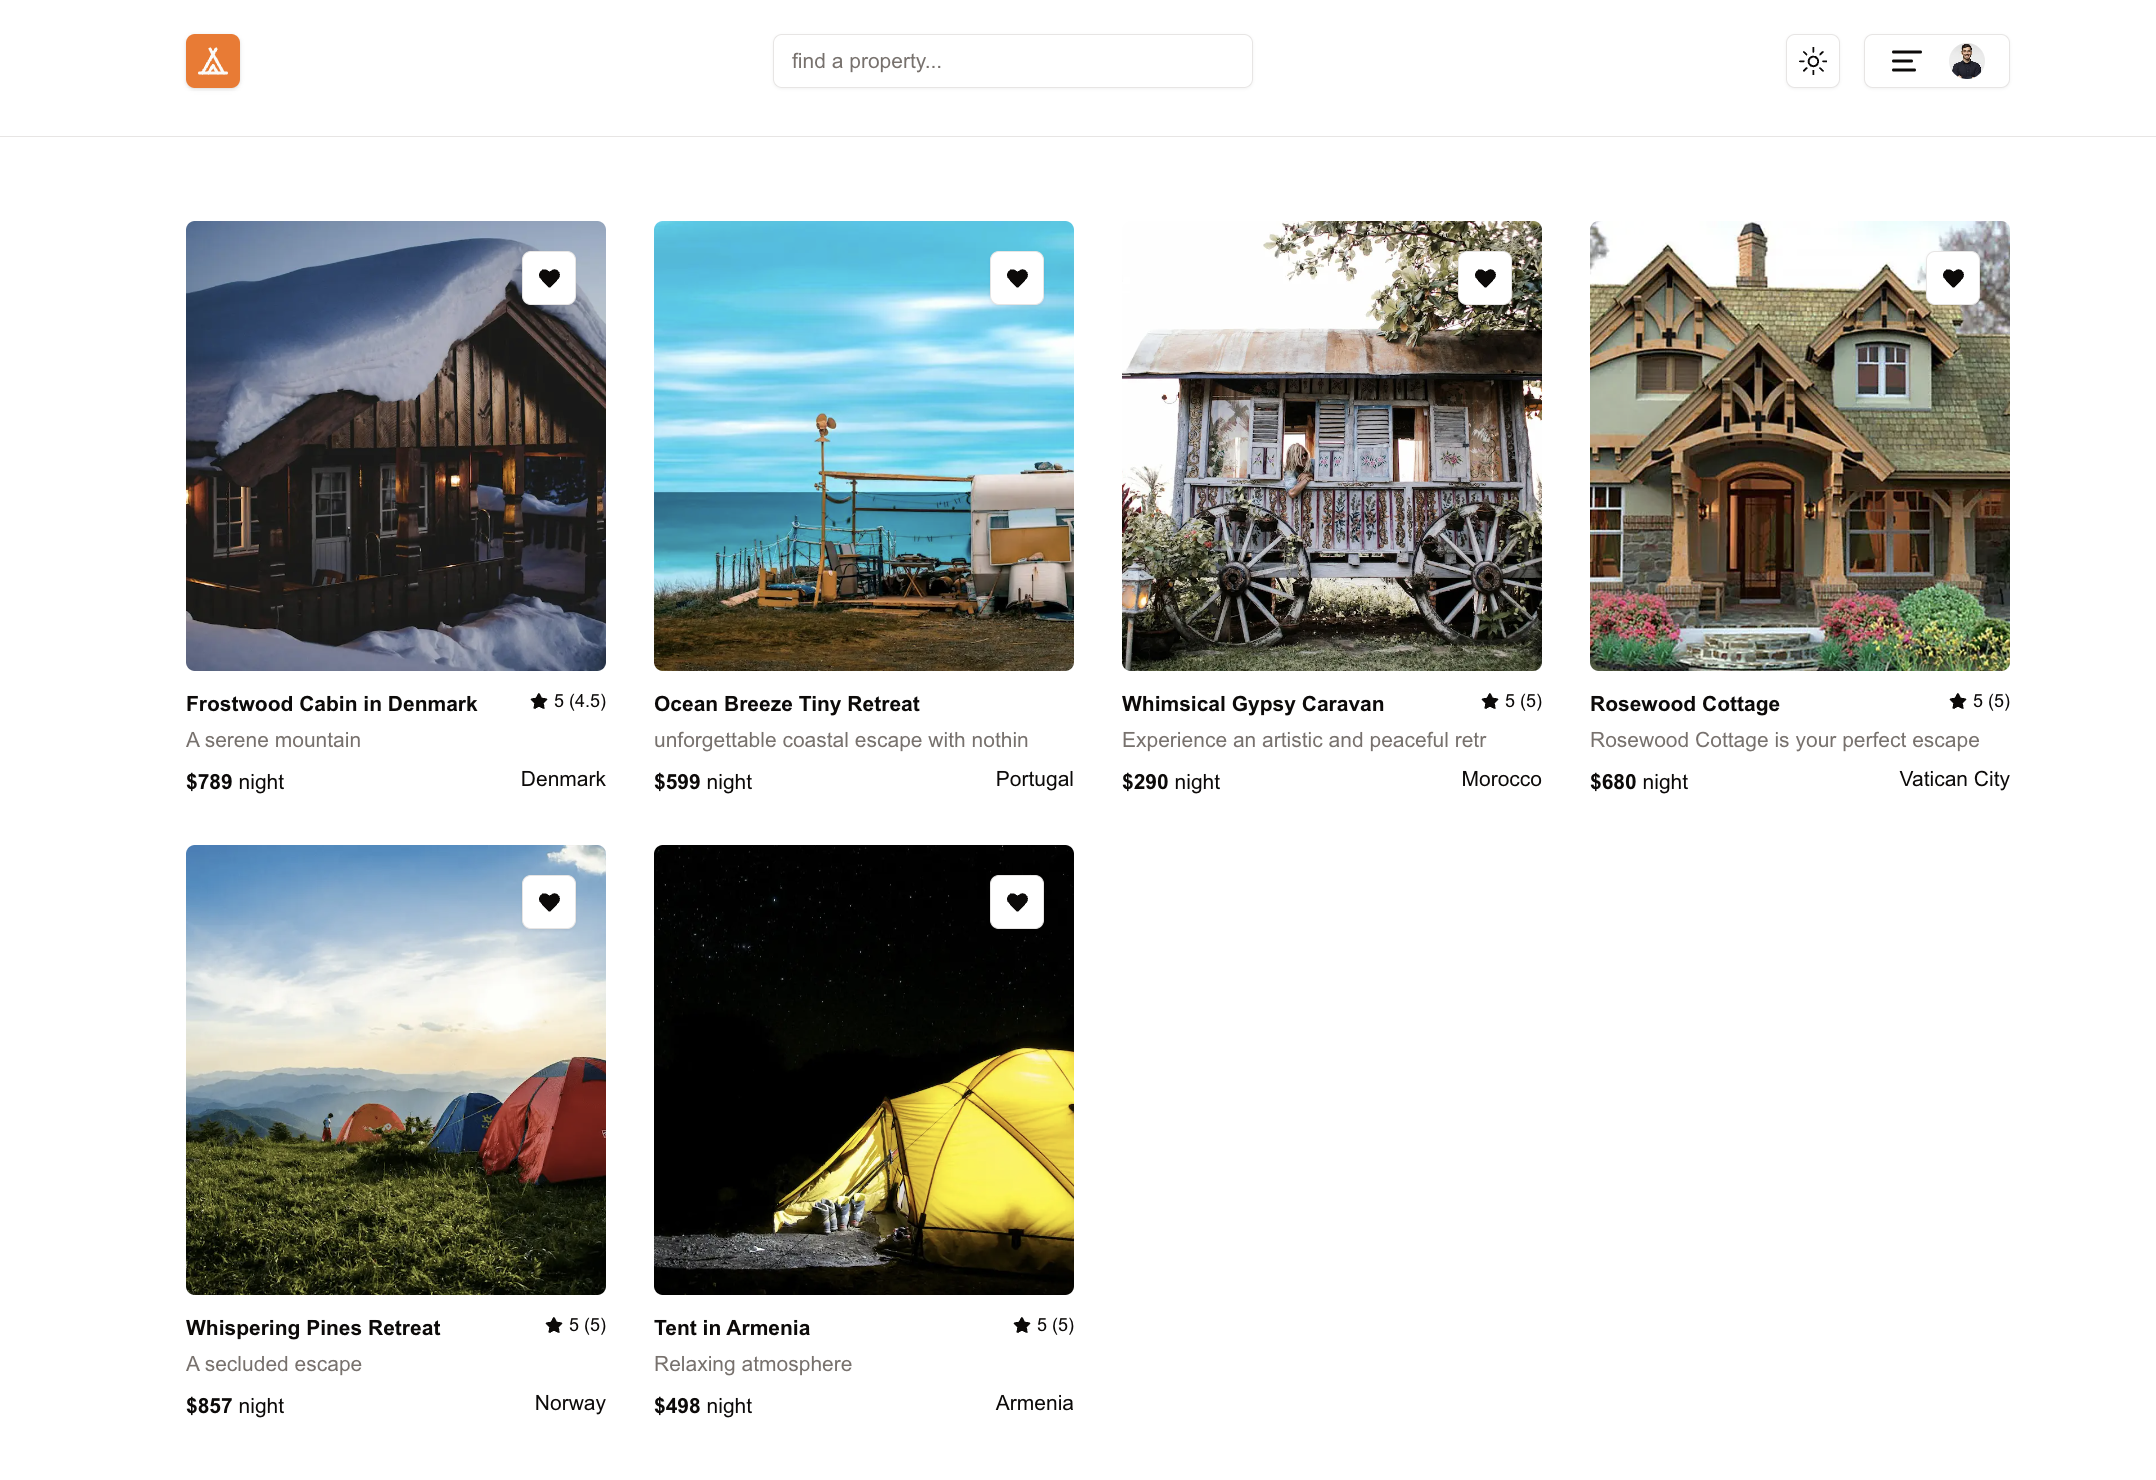 find a property...
Frostwood Cabin in Denmark 5 (4.5)
A serene mountain
$789 night Denmark
Ocean Breeze Tiny Retreat
unforgettable coastal escape with nothin
$599 night Portugal
Whimsical Gypsy Caravan 5 (5)
Experience an artistic and peaceful retr
$290 night Morocco
Rosewood Cottage 5 (5)
Rosewood Cottage is your perfect escape
$680 night Vatican City
Whispering Pines Retreat 5 (5)
A secluded escape
$857 night Norway
Tent in Armenia 5 (5)
Relaxing atmosphere
$498 night Armenia